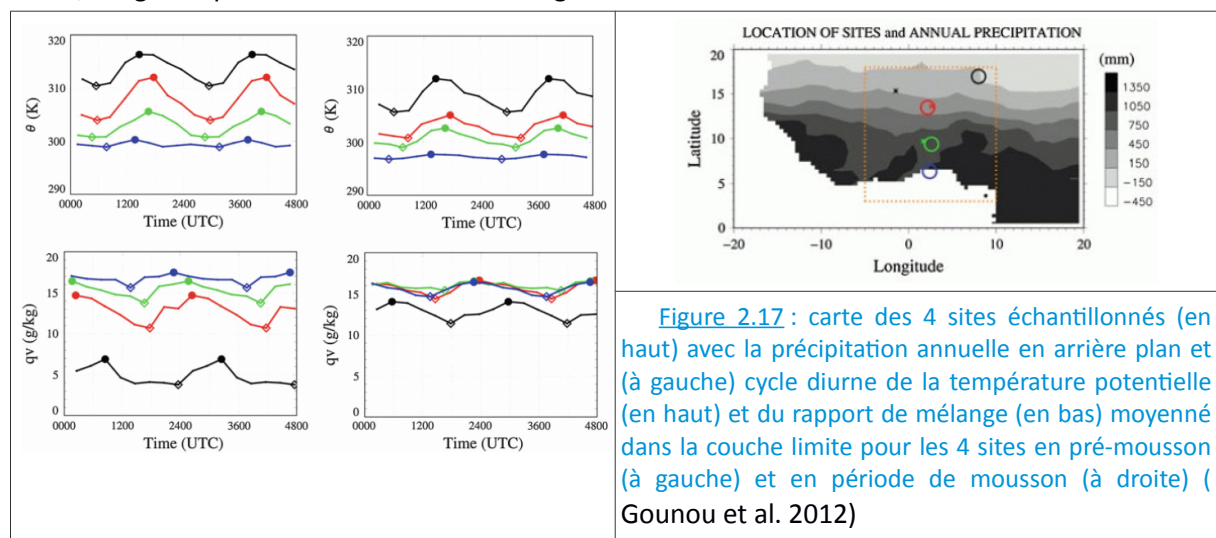 320
310
300
290
θ (K)
0000 1200 2400 3600 4800
Time (UTC)
320
310
300
290
θ (K)
0000 1200 2400 3600 4800
Time (UTC)
20
15
10
5
0
qv (g/kg)
0000 1200 2400 3600 4800
Time (UTC)
20
15
10
5
0
qv (g/kg)
0000 1200 2400 3600 4800
Time (UTC)
LOCATION OF SITES and ANNUAL PRECIPITATION
20
15
10
5
0
Latitude
-20 -10 0 10 20
Longitude
(mm)
1350
1050
750
450
150
-150
-450
Figure 2.17 : carte des 4 sites échantillonnés (en
haut) avec la précipitation annuelle en arrière plan et
(à gauche) cycle diurne de la température potentielle
(en haut) et du rapport de mélange (en bas) moyenné
dans la couche limite pour les 4 sites en pré-mousson
(à gauche) et en période de mousson (à droite) (
Gounou et al. 2012)